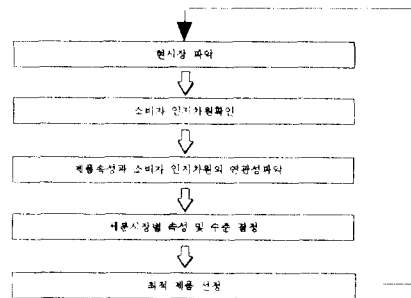 현시장 파악
소비자 인지차원확인
제품속성과 소비자 인지차원의 연관성파악
세분시장별 속성 및 수준 결정
최적 제품 선정